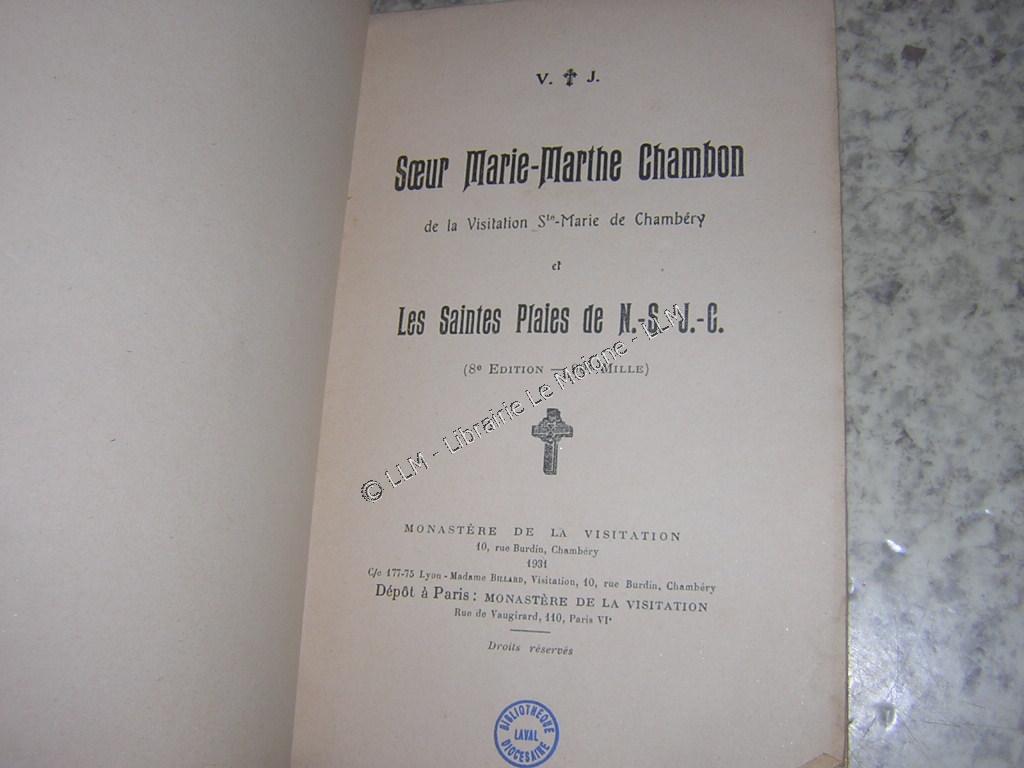 V. J.
Sœur Marie-Marthe Chambon
de la Visitation Ste-Marie de Chambéry
et
Les Saintes Plaies de N.-S. J.-C.
(8e EDITION — MILLE)
© LLM - Librairie Le Moigne - LLM
MONASTÈRE DE LA VISITATION
10, rue Burdin, Chambéry
1931
C/c 177-75 Lyon - Madame BILLARD, Visitation, 10, rue Burdin, Chambéry
Dépôt à Paris : MONASTÈRE DE LA VISITATION
Rue de Vaugirard, 110, Paris VIe
Droits réservés
BIBLIOTHÈQUE
LAVAL
DIOCESAINE